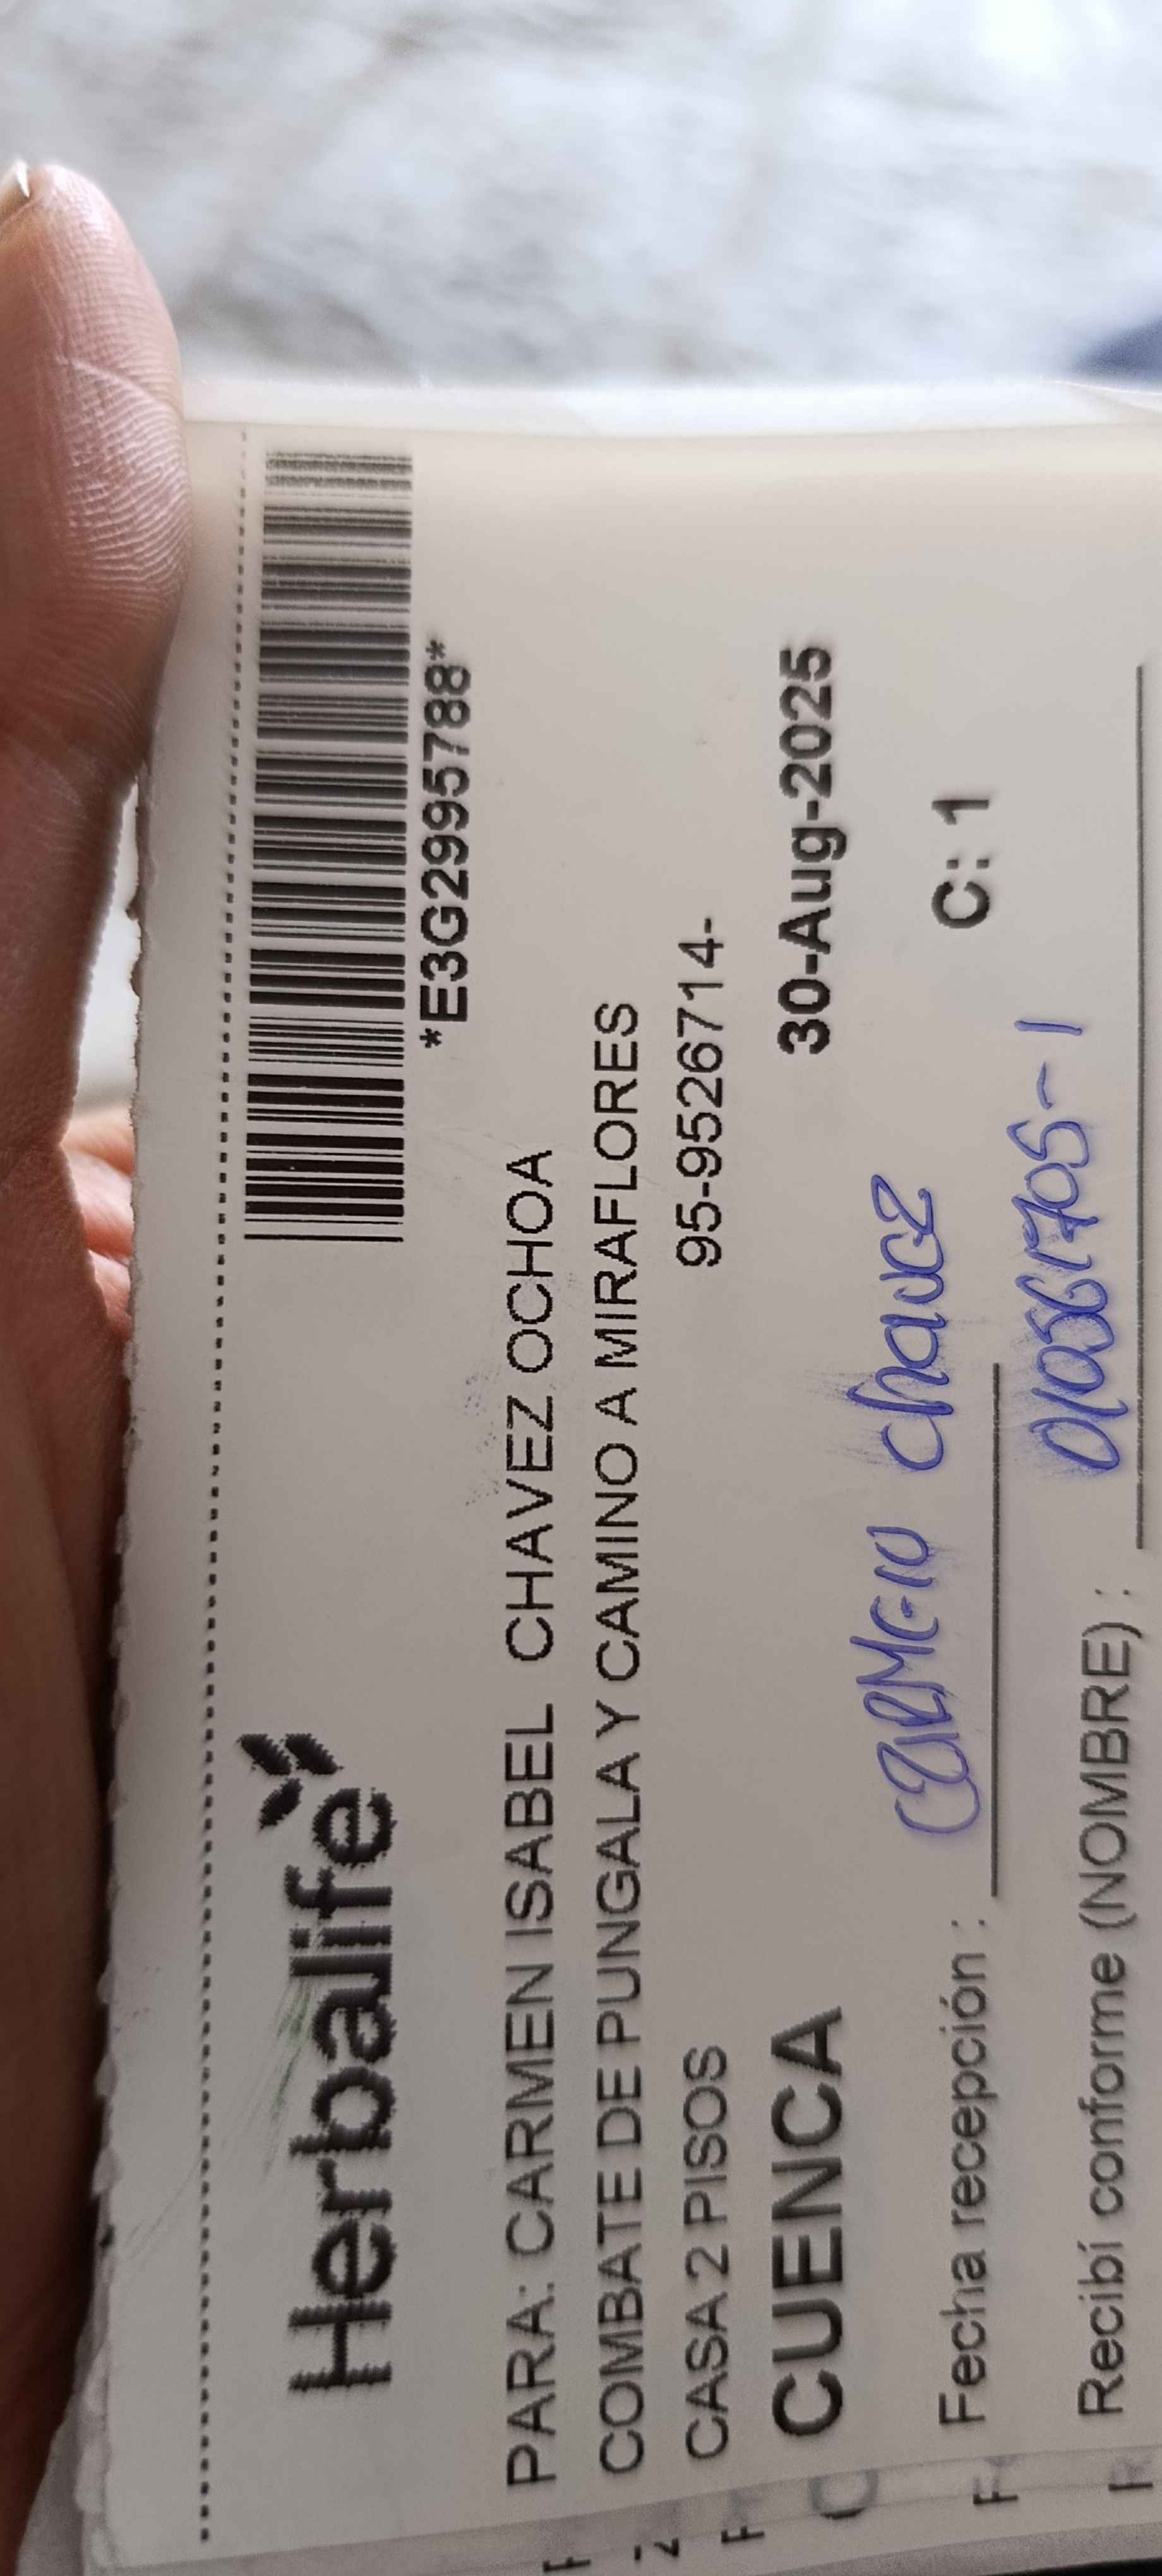 Herbalife
*E3G2995788*
PARA: CARMEN ISABEL CHAVEZ OCHOA
COMBATE DE PUNGALA Y CAMINO A MIRAFLORES
CASA 2 PISOS 95-9526714-
CUENCA 30-Aug-2025
Fecha recepción : chavez C: 1
Recibí conforme (NOMBRE) :